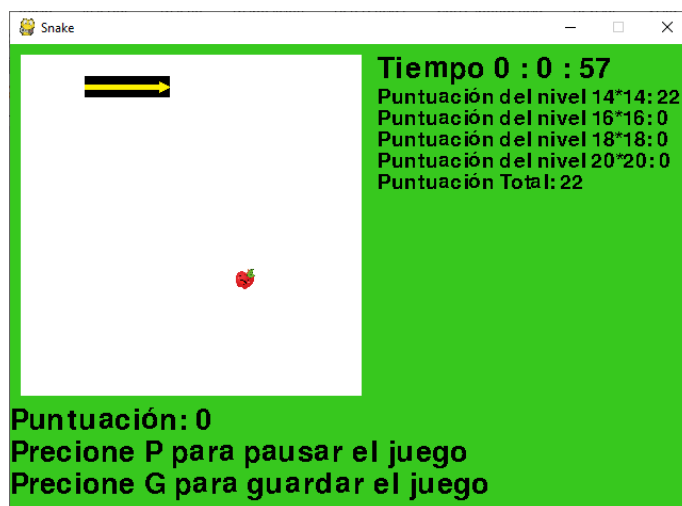 Snake
Tiempo 0 : 0 : 57
Puntuación del nivel 14*14: 22
Puntuación del nivel 16*16: 0
Puntuación del nivel 18*18: 0
Puntuación del nivel 20*20: 0
Puntuación Total: 22
Puntuación: 0
Precione P para pausar el juego
Precione G para guardar el juego